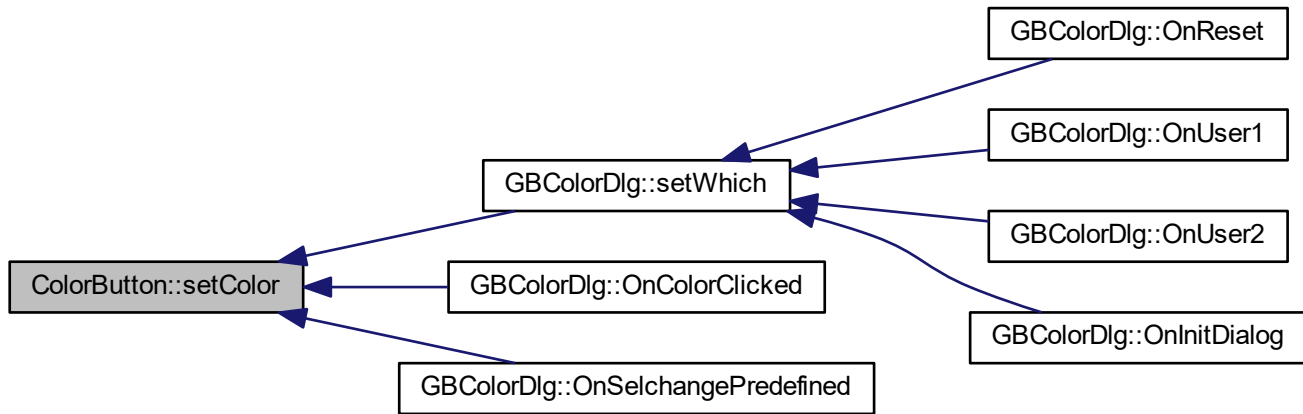 GBColorDlg::OnReset
GBColorDlg::OnUser1
GBColorDlg::setWhich
GBColorDlg::OnUser2
ColorButton::setColor
GBColorDlg::OnColorClicked
GBColorDlg::OnInitDialog
GBColorDlg::OnSelchangePredefined